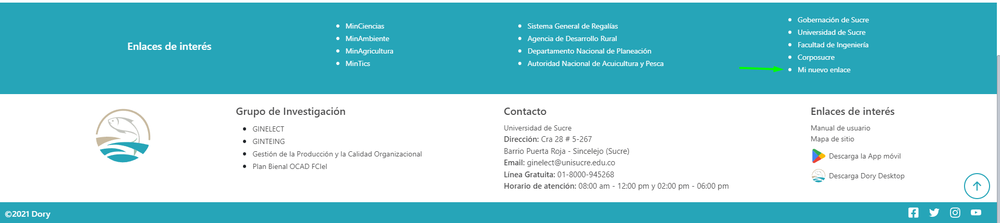 Enlaces de interés
MinCiencias
MinAmbiente
MinAgricultura
MinTics
Sistema General de Regalías
Agencia de Desarrollo Rural
Departamento Nacional de Planeación
Autoridad Nacional de Acuicultura y Pesca
Gobernación de Sucre
Universidad de Sucre
Facultad de Ingeniería
Corposucre
Mi nuevo enlace
Grupo de Investigación
GINELECT
GINTEING
Gestión de la Producción y la Calidad Organizacional
Plan Bienal OCAD FCIeI
Contacto
Universidad de Sucre
Dirección: Cra 28 # 5-267
Barrio Puerta Roja - Sincelejo (Sucre)
Email: ginelect@unisucre.edu.co
Línea Gratuita: 01-8000-945268
Horario de atención: 08:00 am - 12:00 pm y 02:00 pm - 06:00 pm
Enlaces de interés
Manual de usuario
Mapa de sitio
Descarga la App móvil
Descarga Dory Desktop
©2021 Dory